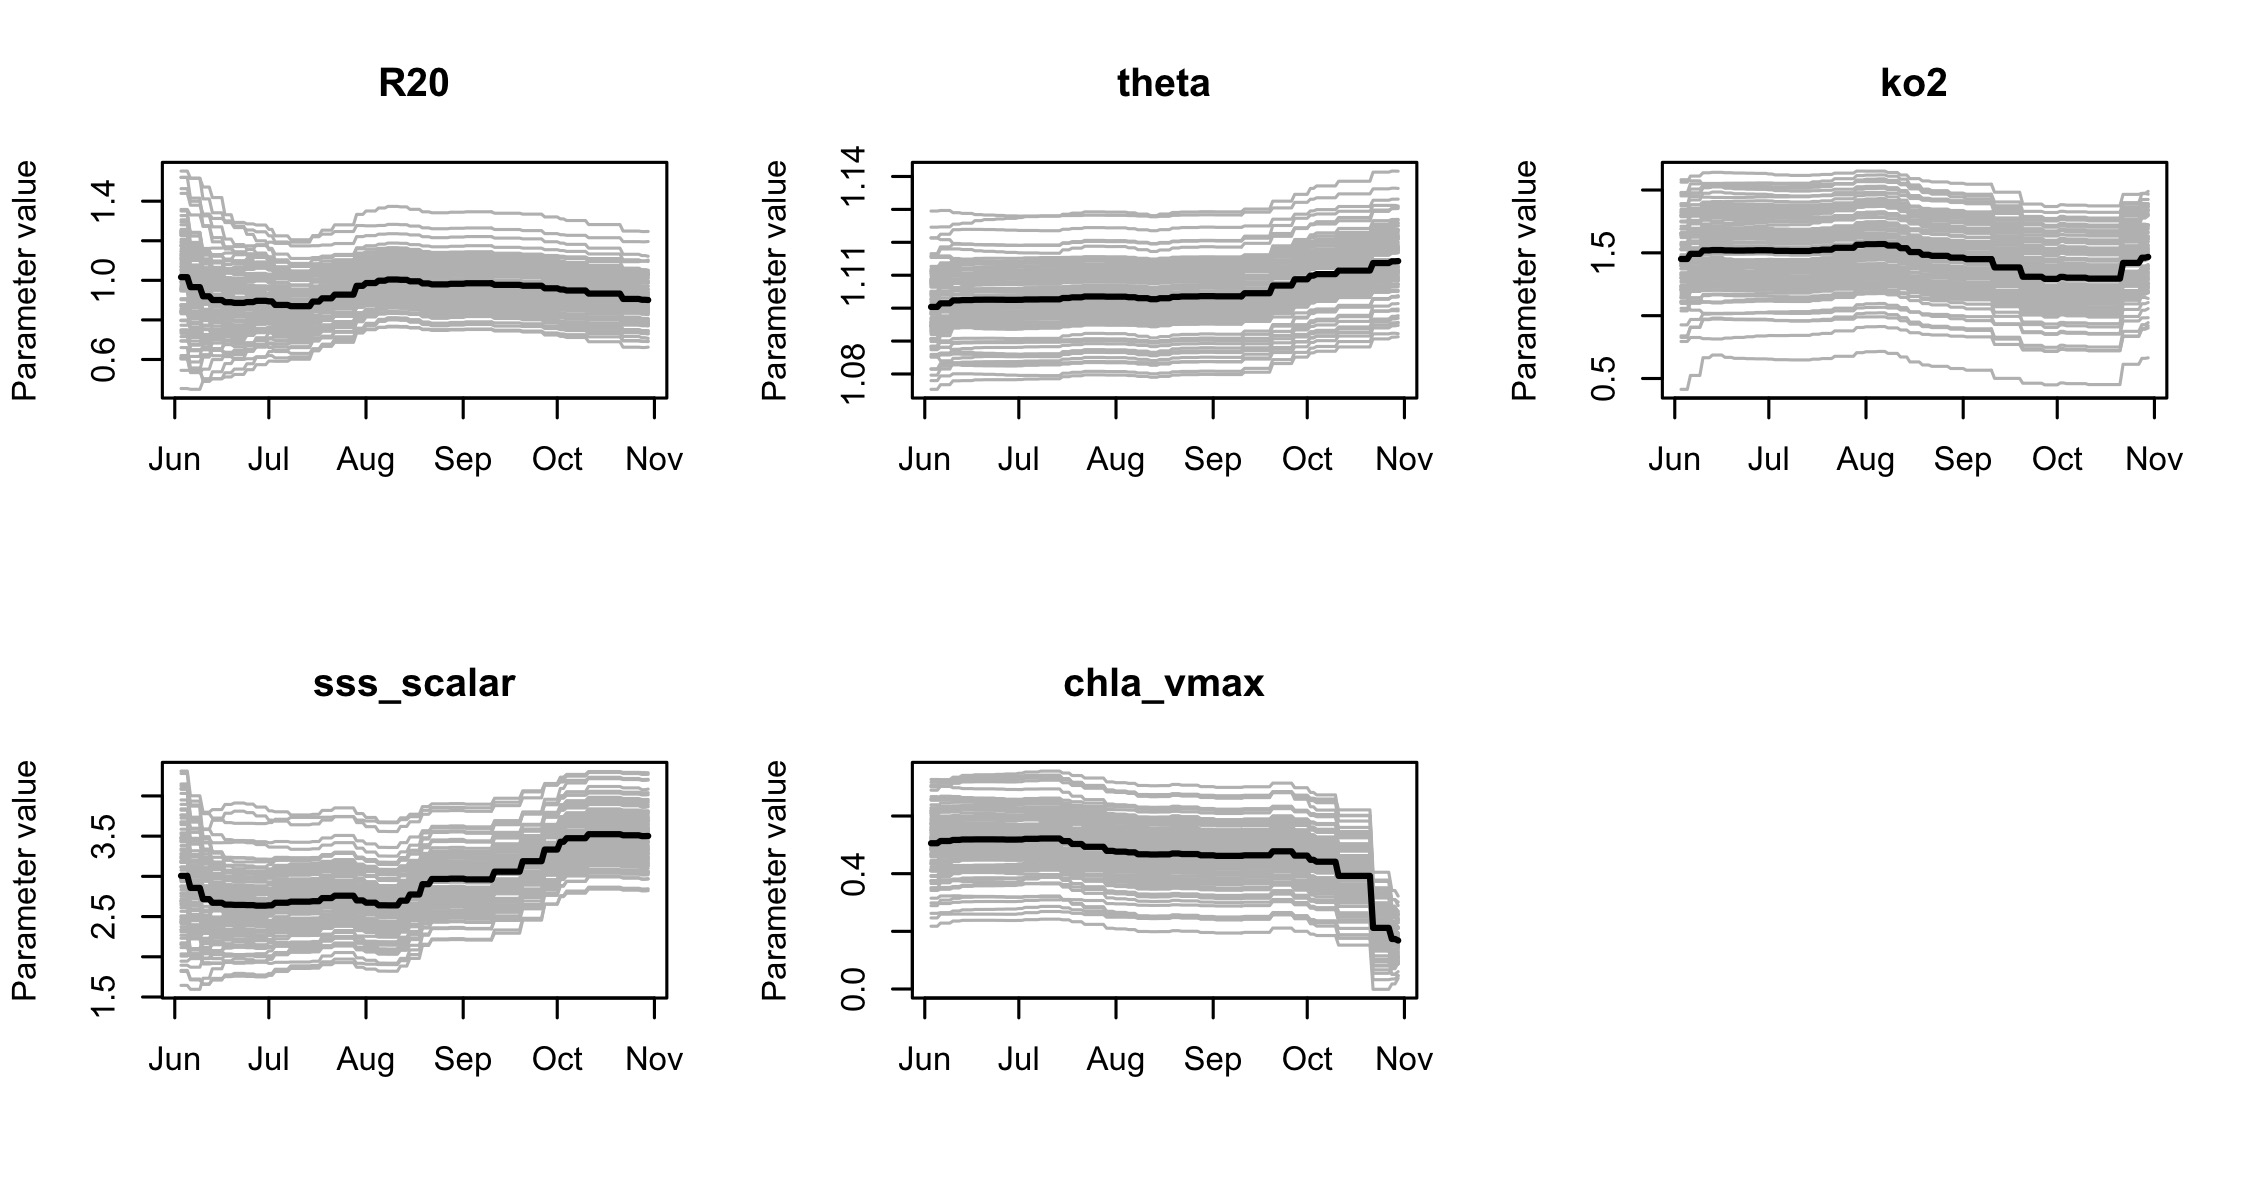 R20
theta
ko2
Parameter value
0.6 1.0 1.4
Parameter value
1.08 1.11 1.14
Parameter value
0.5 1.5
Jun Jul Aug Sep Oct Nov
Jun Jul Aug Sep Oct Nov
Jun Jul Aug Sep Oct Nov
sss_scalar
chla_vmax
Parameter value
1.5 2.5 3.5
Parameter value
0.0 0.4
Jun Jul Aug Sep Oct Nov
Jun Jul Aug Sep Oct Nov